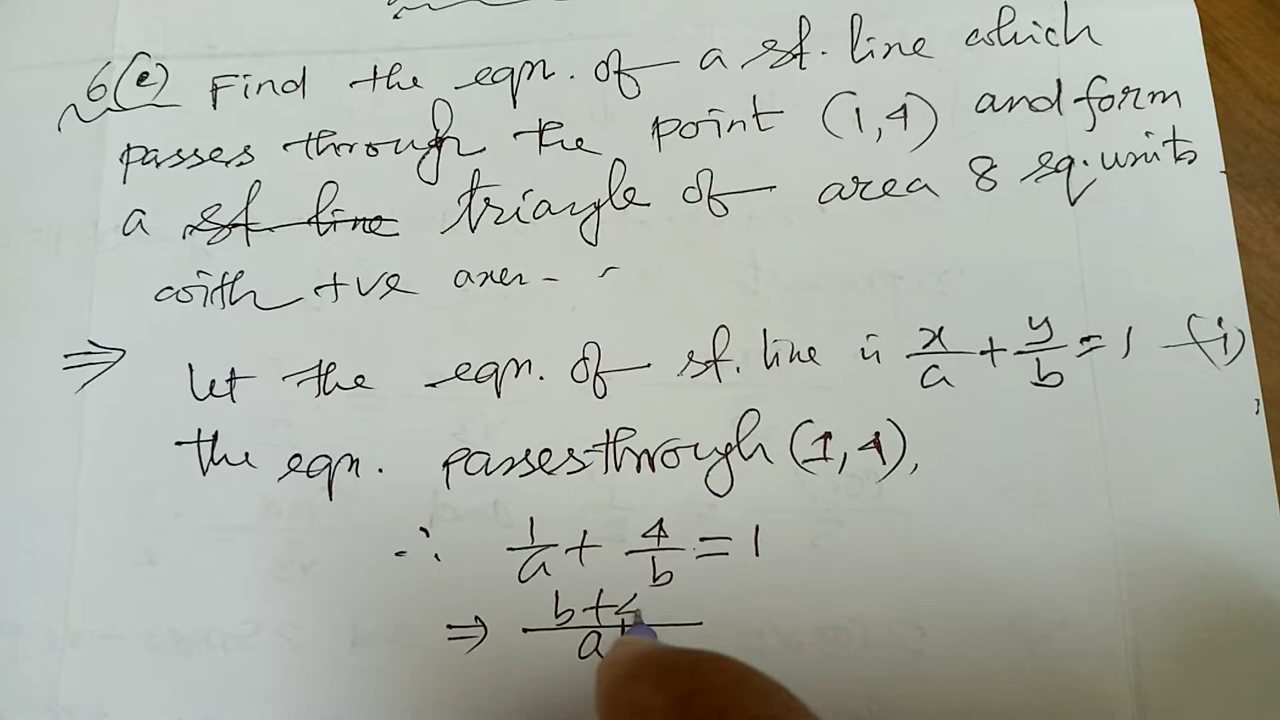 6(e) Find the eqn. of a st. line which
passes through the point (1,4) and form
a st. line triangle of area 8 sq. units
with +ve axes -
⇒ Let the eqn. of st. line is x/a + y/b = 1 -(i)
the eqn. passes through (1,4),
∴ 1/a + 4/b = 1
⇒ b+4 / a